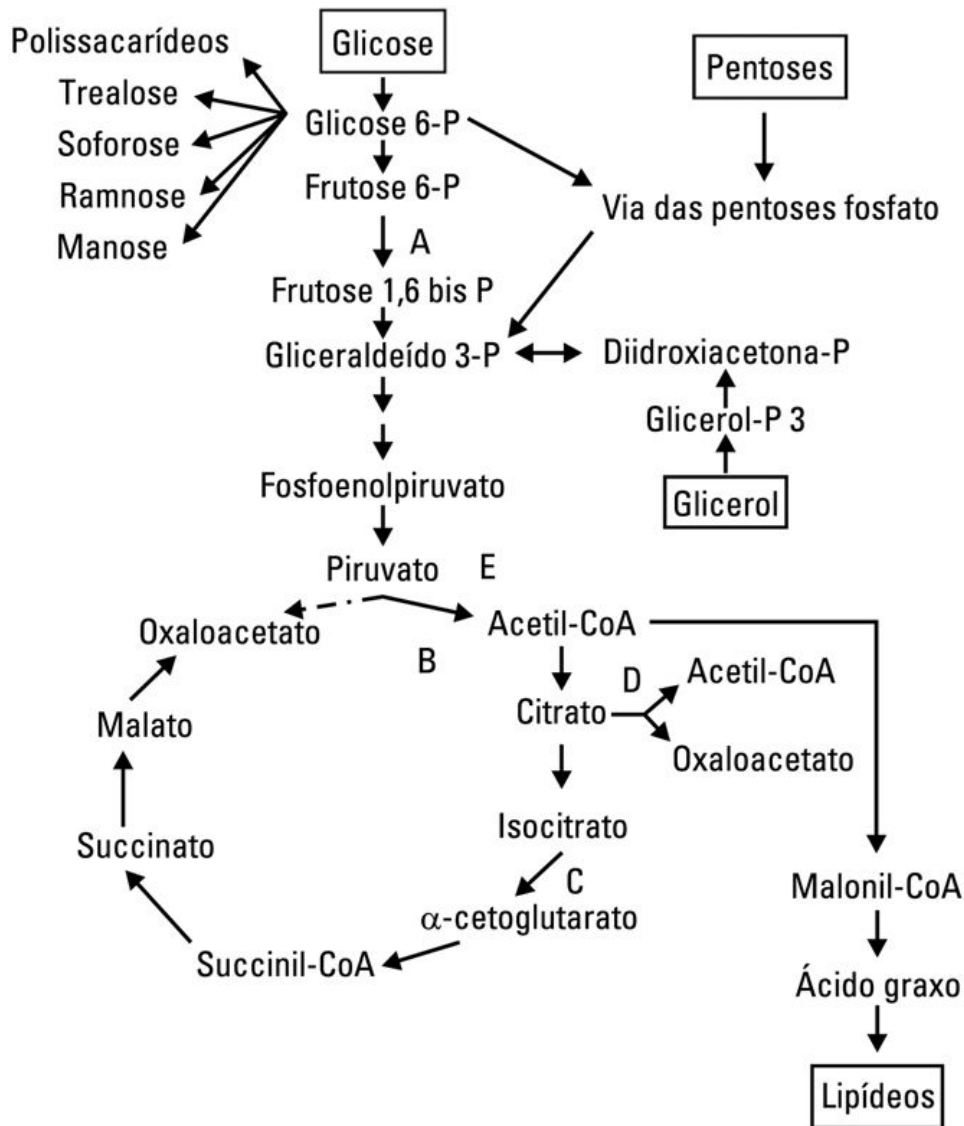 Polissacarídeos
Glicose
Pentoses
Trealose
Glicose 6-P
Soforose
Ramnose
Frutose 6-P
Via das pentoses fosfato
Manose
A
Frutose 1,6 bis P
Gliceraldeído 3-P
Diidroxiacetona-P
Glicerol-P 3
Fosfoenolpiruvato
Glicerol
Piruvato
E
Oxaloacetato
Acetil-CoA
B
D
Acetil-CoA
Malato
Citrato
Oxaloacetato
Isocitrato
Succinato
C
Malonil-CoA
α-cetoglutarato
Succinil-CoA
Ácido graxo
Lipídeos